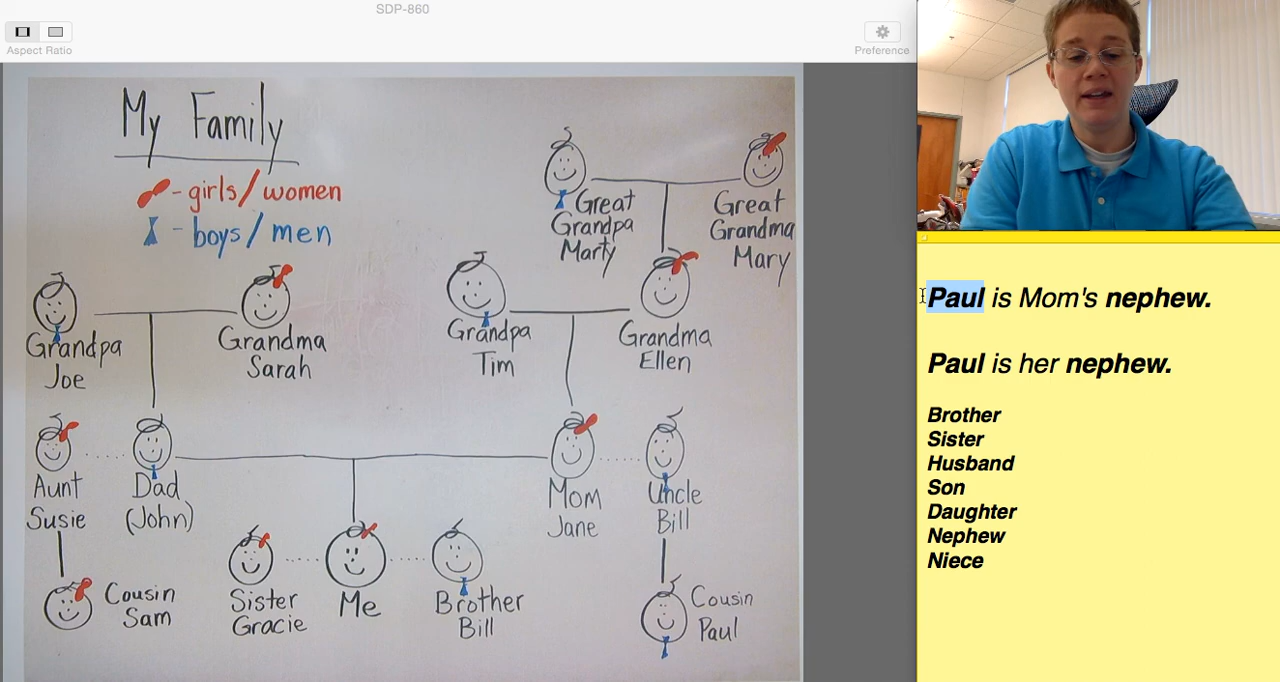 SDP-860
Aspect Ratio
Preference
My Family
- girls/women
- boys/men
Great
Grandpa
Marty
Great
Grandma
Mary
Grandpa
Joe
Grandma
Sarah
Grandpa
Tim
Grandma
Ellen
Aunt
Susie
Dad
(John)
Mom
Jane
Uncle
Bill
Cousin
Sam
Sister
Gracie
Me
Brother
Bill
Cousin
Paul
Paul is Mom's nephew.
Paul is her nephew.
Brother
Sister
Husband
Son
Daughter
Nephew
Niece